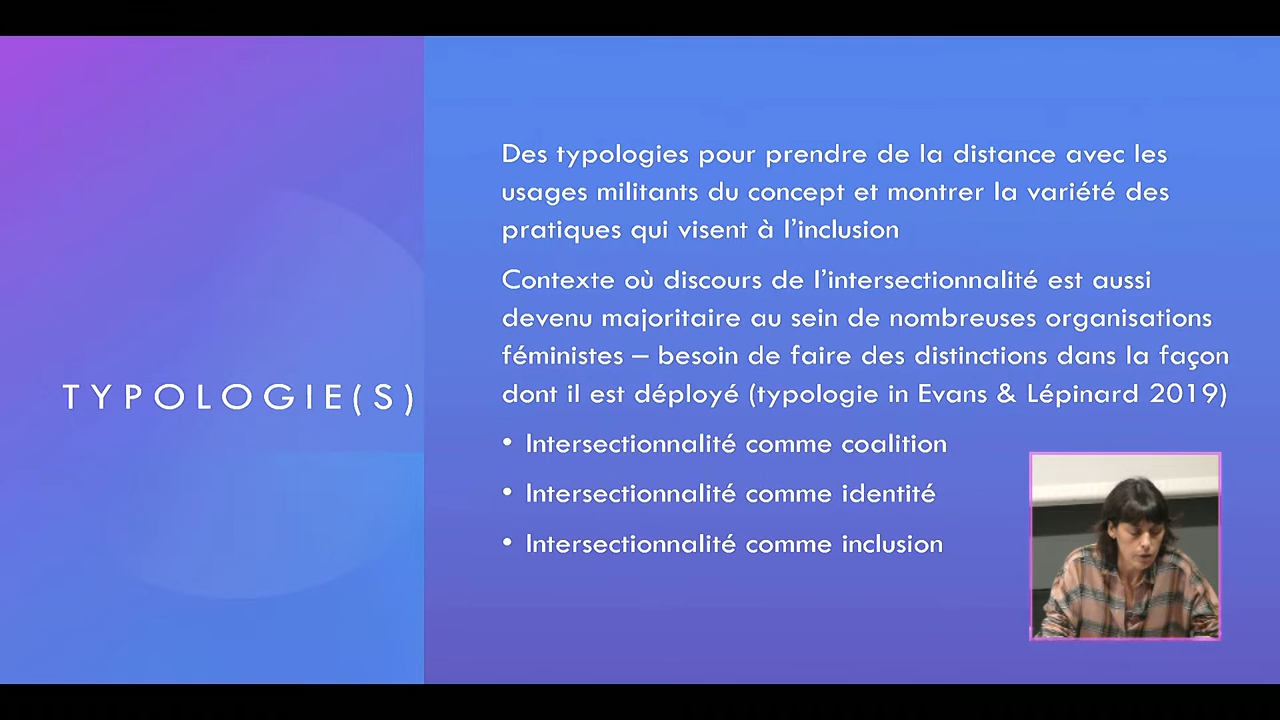 TYPOLOGIE(S)
Des typologies pour prendre de la distance avec les
usages militants du concept et montrer la variété des
pratiques qui visent à l’inclusion
Contexte où discours de l’intersectionnalité est aussi
devenu majoritaire au sein de nombreuses organisations
féministes – besoin de faire des distinctions dans la façon
dont il est déployé (typologie in Evans & Lépinard 2019)
• Intersectionnalité comme coalition
• Intersectionnalité comme identité
• Intersectionnalité comme inclusion